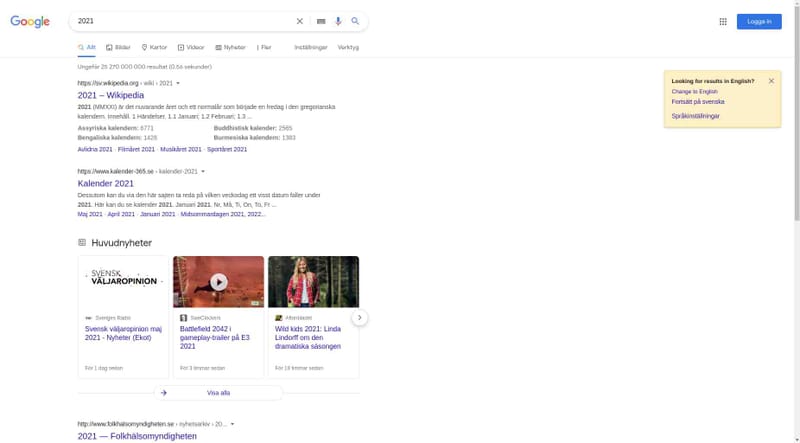 Google
2021
Logga in
Allt
Bilder
Kartor
Videor
Nyheter
Fler
Inställningar
Verktyg
Ungefär 25 270 000 000 resultat (0,56 sekunder)
Looking for results in English?
Change to English
Fortsätt på svenska
Språkinställningar
https://sv.wikipedia.org › wiki › 2021
2021 – Wikipedia
2021 (MMXXI) är det nuvarande året och ett normalår som började en fredag i den gregorianska
kalendern. Innehåll. 1 Händelser. 1.1 Januari; 1.2 Februari; 1.3 ...
Assyriska kalendern: 6771
Buddhistisk kalender: 2565
Bengaliska kalendern: 1428
Burmesiska kalendern: 1383
Avlidna 2021 · Filmåret 2021 · Musikåret 2021 · Sportåret 2021
https://www.kalender-365.se › kalender-2021
Kalender 2021
Dessutom kan du via den här sajten ta reda på vilken veckodag ett visst datum faller under
2021. Här kan du se kalender 2021. Januari 2021. Nr, Må, Ti, On, To, Fr ...
Maj 2021 · April 2021 · Januari 2021 · Midsommardagen 2021, 2022...
Huvudnyheter
SVENSK
VÄLJAROPINION
Sveriges Radio
Svensk väljaropinion maj
2021 - Nyheter (Ekot)
För 1 dag sedan
SweClockers
Battlefield 2042 i
gameplay-trailer på E3
2021
För 3 timmar sedan
Aftonbladet
Wild kids 2021: Linda
Lindorff om den
dramatiska säsongen
För 18 timmar sedan
Visa alla
http://www.folkhalsomyndigheten.se › nyhetsarkiv › 20...
2021 — Folkhälsomyndigheten